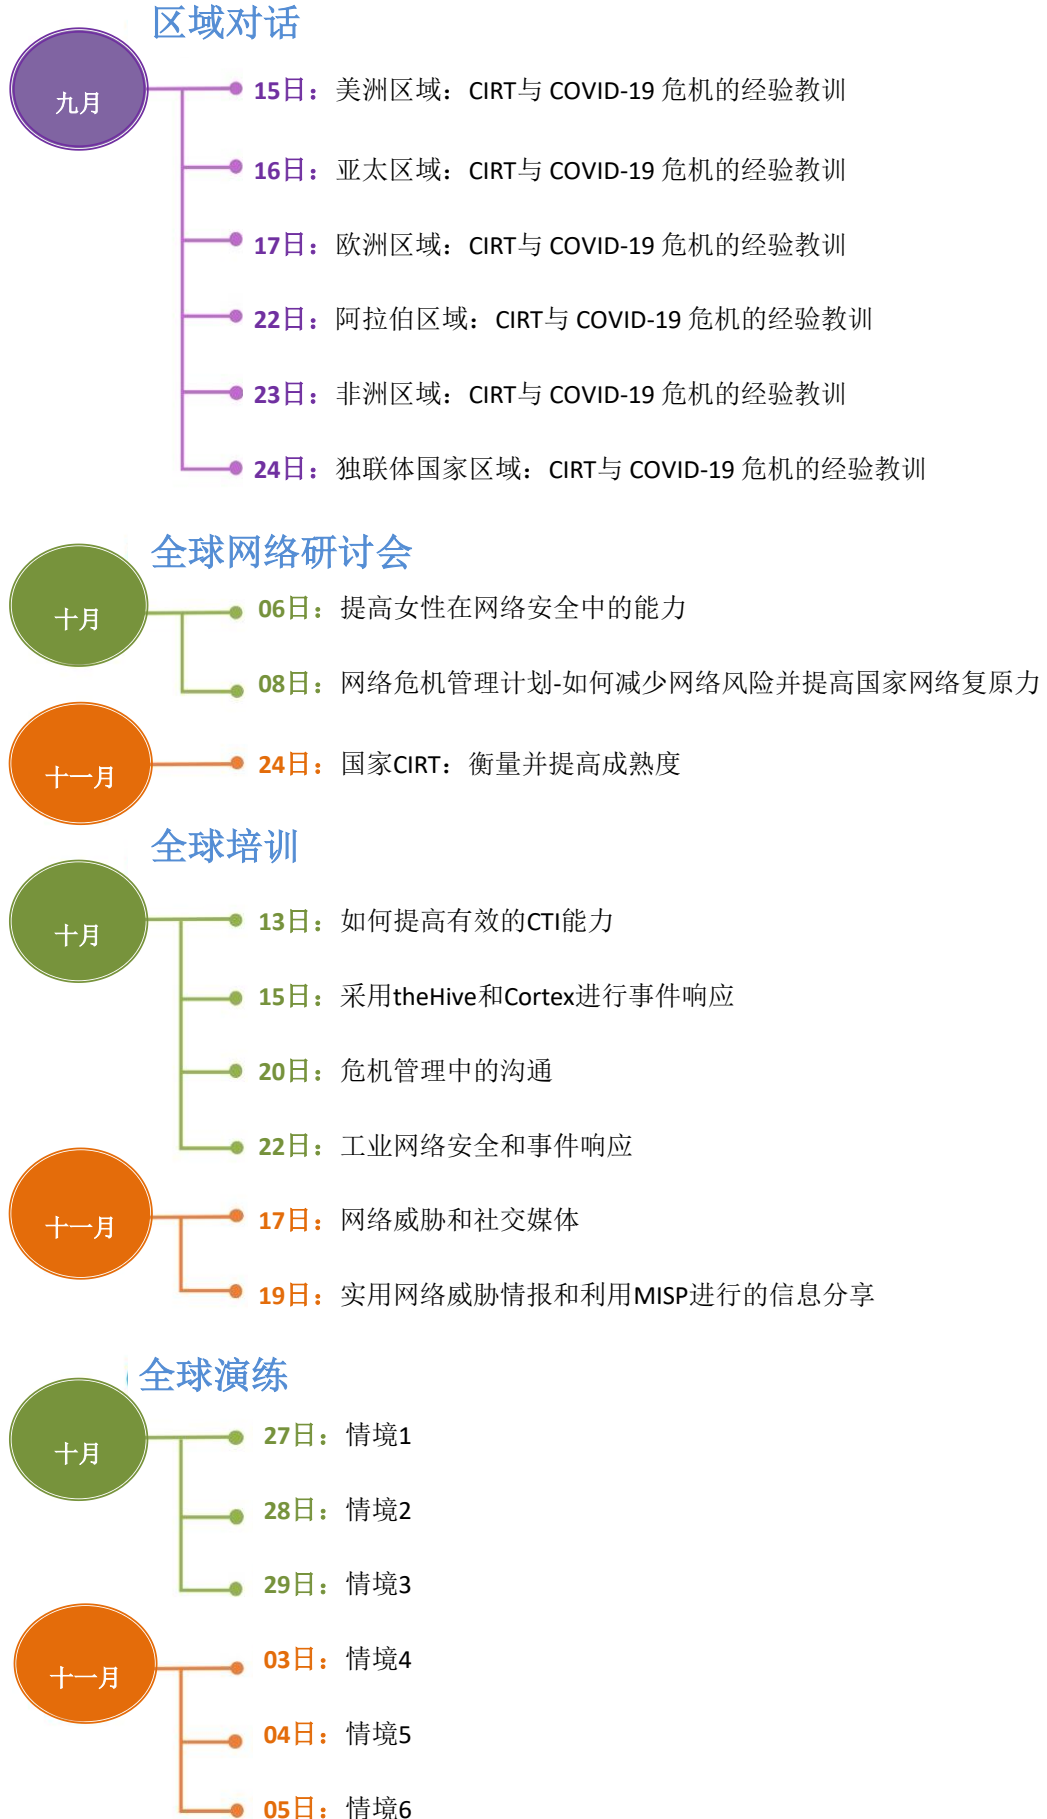 区域对话
九月
15日：美洲区域：CIRT与 COVID-19 危机的经验教训
16日：亚太区域：CIRT与 COVID-19 危机的经验教训
17日：欧洲区域：CIRT与 COVID-19 危机的经验教训
22日：阿拉伯区域：CIRT与 COVID-19 危机的经验教训
23日：非洲区域：CIRT与 COVID-19 危机的经验教训
24日：独联体国家区域：CIRT与 COVID-19 危机的经验教训
全球网络研讨会
十月
06日：提高女性在网络安全中的能力
08日：网络危机管理计划-如何减少网络风险并提高国家网络复原力
十一月
24日：国家CIRT：衡量并提高成熟度
全球培训
十月
13日：如何提高有效的CTI能力
15日：采用theHive和Cortex进行事件响应
20日：危机管理中的沟通
22日：工业网络安全和事件响应
十一月
17日：网络威胁和社交媒体
19日：实用网络威胁情报和利用MISP进行的信息分享
全球演练
十月
27日：情境1
28日：情境2
29日：情境3
十一月
03日：情境4
04日：情境5
05日：情境6